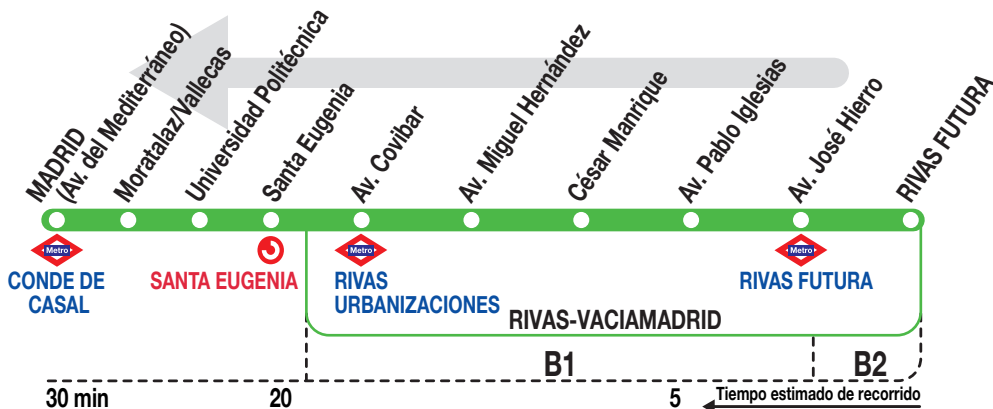 MADRID
(Av. del Mediterráneo)
Moratalaz/Vallecas
Universidad Politécnica
Santa Eugenia
Av. Covibar
Av. Miguel Hernández
César Manrique
Av. Pablo Iglesias
Av. José Hierro
RIVAS FUTURA
Metro
CONDE DE
CASAL
SANTA EUGENIA
Metro
RIVAS
URBANIZACIONES
Metro
RIVAS FUTURA
RIVAS-VACIAMADRID
B1
B2
30 min
20
5
Tiempo estimado de recorrido